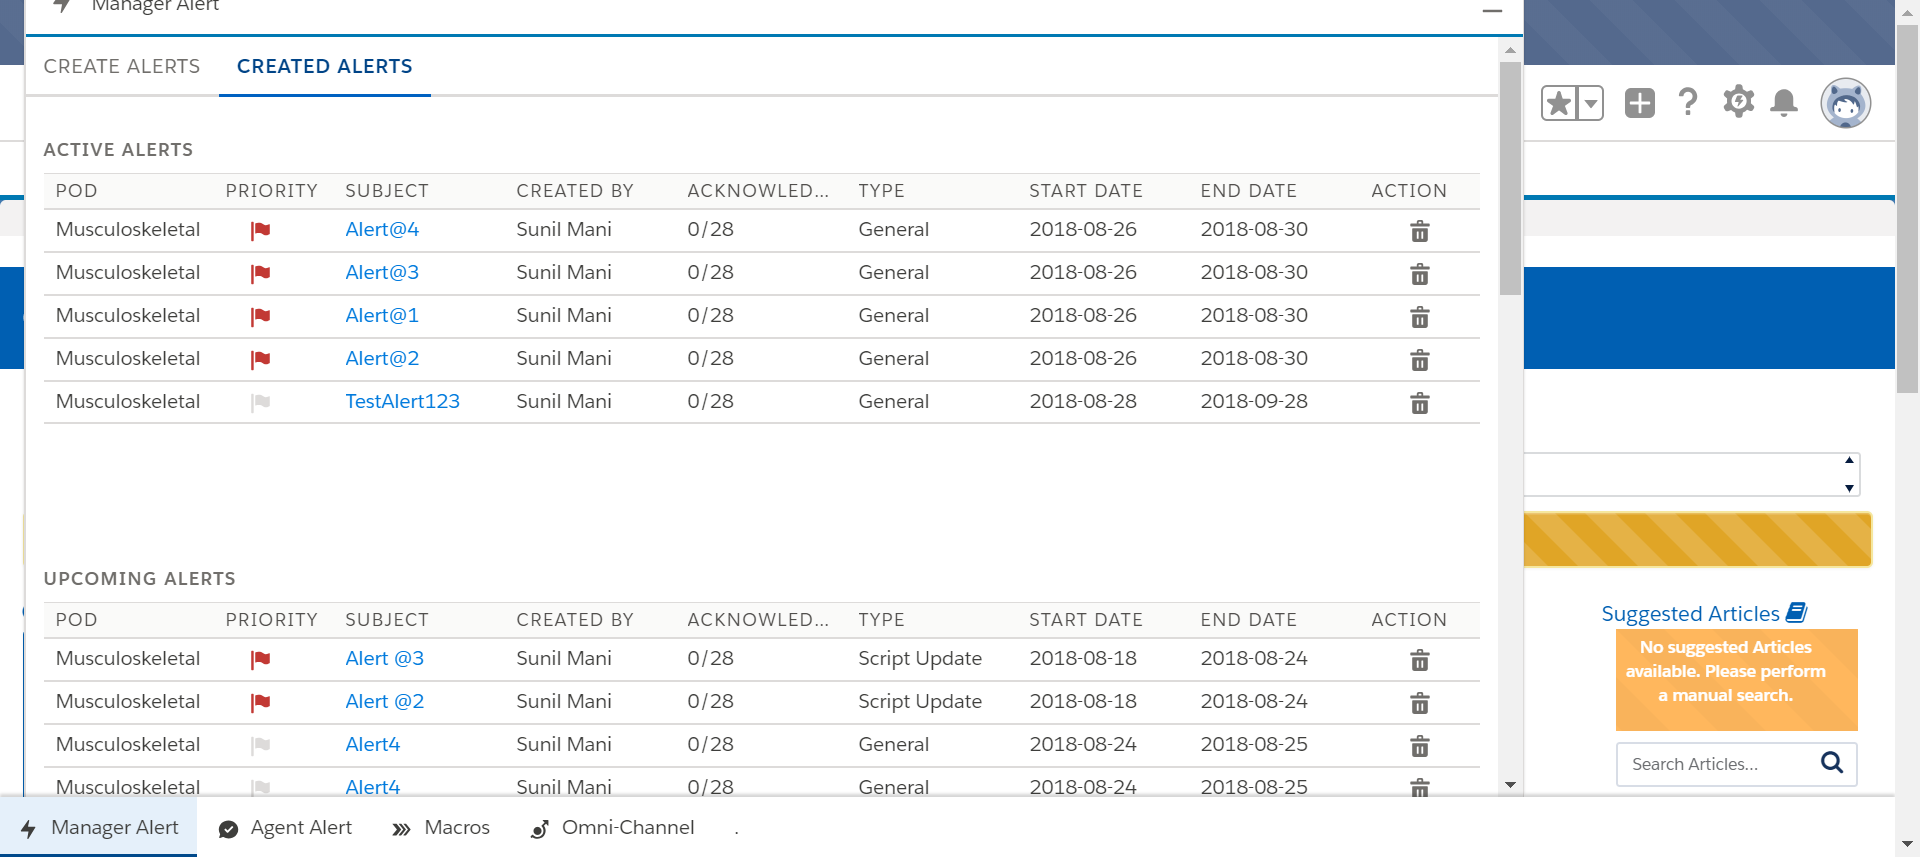 Manager Alert
CREATE ALERTS CREATED ALERTS
ACTIVE ALERTS
POD PRIORITY SUBJECT CREATED BY ACKNOWLED... TYPE START DATE END DATE ACTION
Musculoskeletal Alert@4 Sunil Mani 0/28 General 2018-08-26 2018-08-30
Musculoskeletal Alert@3 Sunil Mani 0/28 General 2018-08-26 2018-08-30
Musculoskeletal Alert@1 Sunil Mani 0/28 General 2018-08-26 2018-08-30
Musculoskeletal Alert@2 Sunil Mani 0/28 General 2018-08-26 2018-08-30
Musculoskeletal TestAlert123 Sunil Mani 0/28 General 2018-08-28 2018-09-28
UPCOMING ALERTS
POD PRIORITY SUBJECT CREATED BY ACKNOWLED... TYPE START DATE END DATE ACTION
Musculoskeletal Alert @3 Sunil Mani 0/28 Script Update 2018-08-18 2018-08-24
Musculoskeletal Alert @2 Sunil Mani 0/28 Script Update 2018-08-18 2018-08-24
Musculoskeletal Alert4 Sunil Mani 0/28 General 2018-08-24 2018-08-25
Musculoskeletal Alert4 Sunil Mani 0/28 General 2018-08-24 2018-08-25
Suggested Articles
No suggested Articles
available. Please perform
a manual search.
Search Articles...
Manager Alert Agent Alert Macros Omni-Channel .